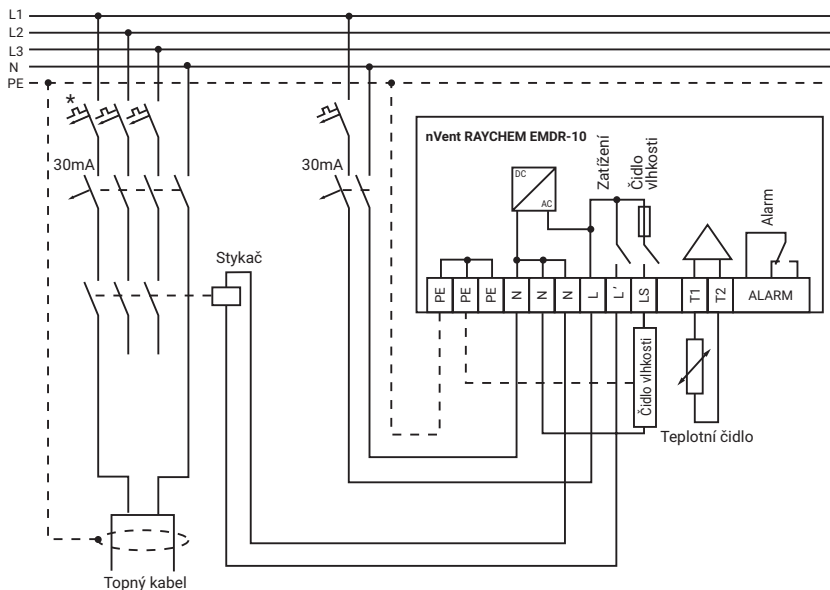 L1
L2
L3
N
PE
*
30mA
30mA
nVent RAYCHEM EMDR-10
DC
AC
Zatížení
Čidlo
vlhkosti
Alarm
Stykač
PE
PE
PE
N
N
N
L
L'
LS
T1
T2
ALARM
Čidlo vlhkosti
Teplotní čidlo
Topný kabel